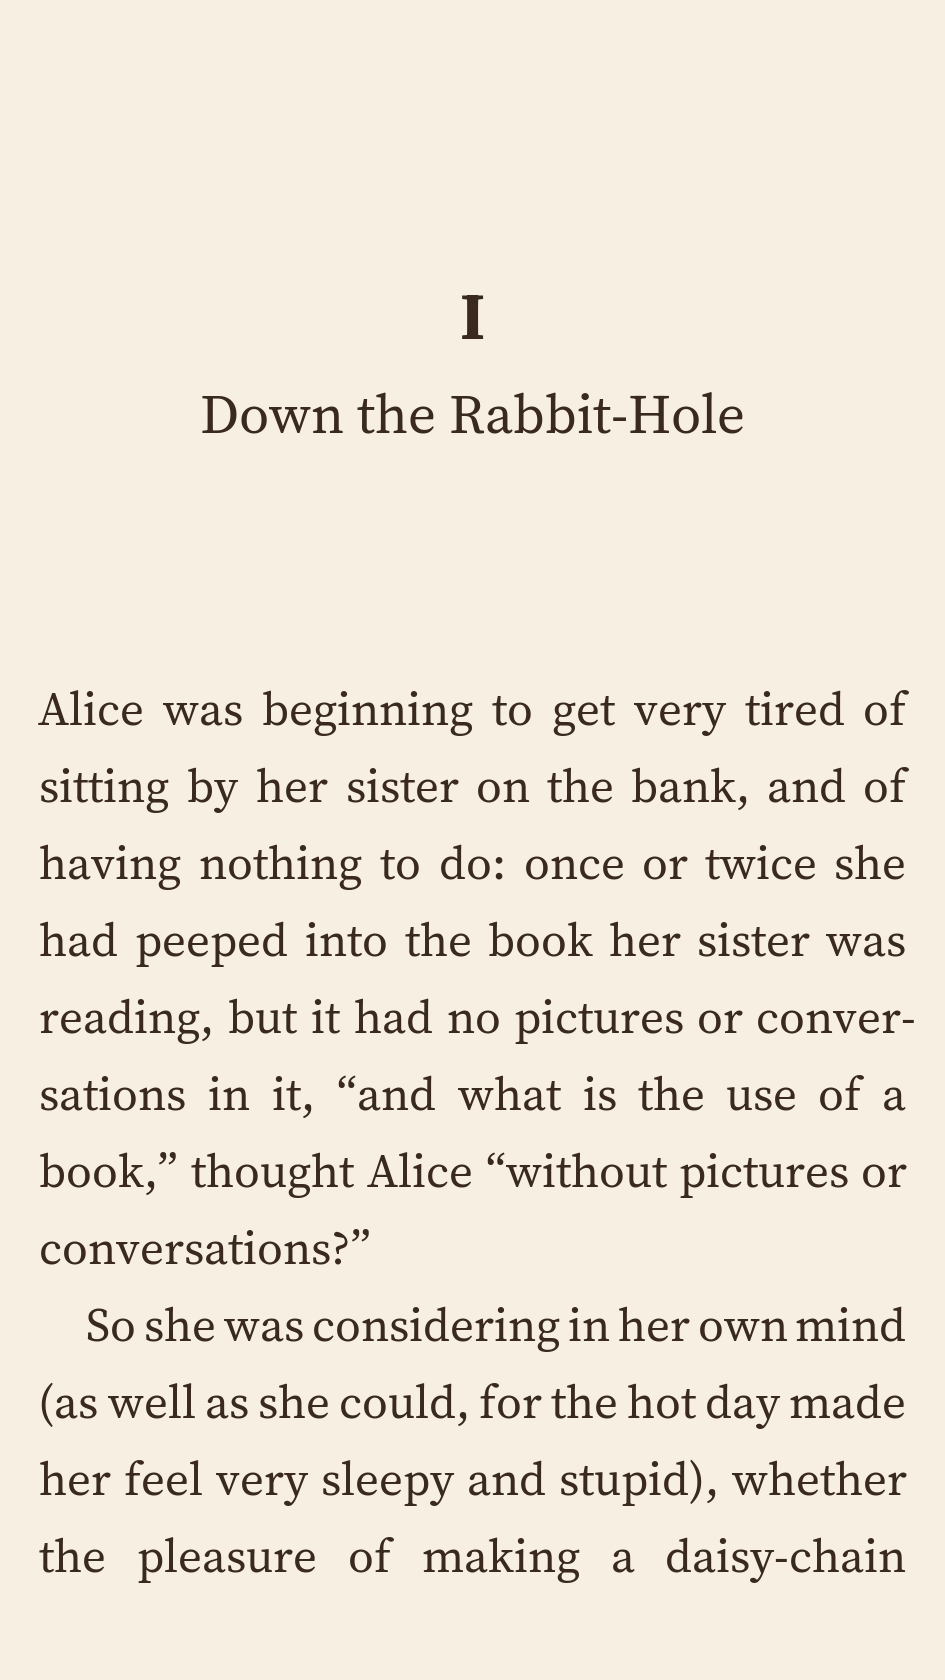 I
Down the Rabbit-Hole
Alice was beginning to get very tired of
sitting by her sister on the bank, and of
having nothing to do: once or twice she
had peeped into the book her sister was
reading, but it had no pictures or conver-
sations in it, “and what is the use of a
book,” thought Alice “without pictures or
conversations?”
So she was considering in her own mind
(as well as she could, for the hot day made
her feel very sleepy and stupid), whether
the pleasure of making a daisy-chain